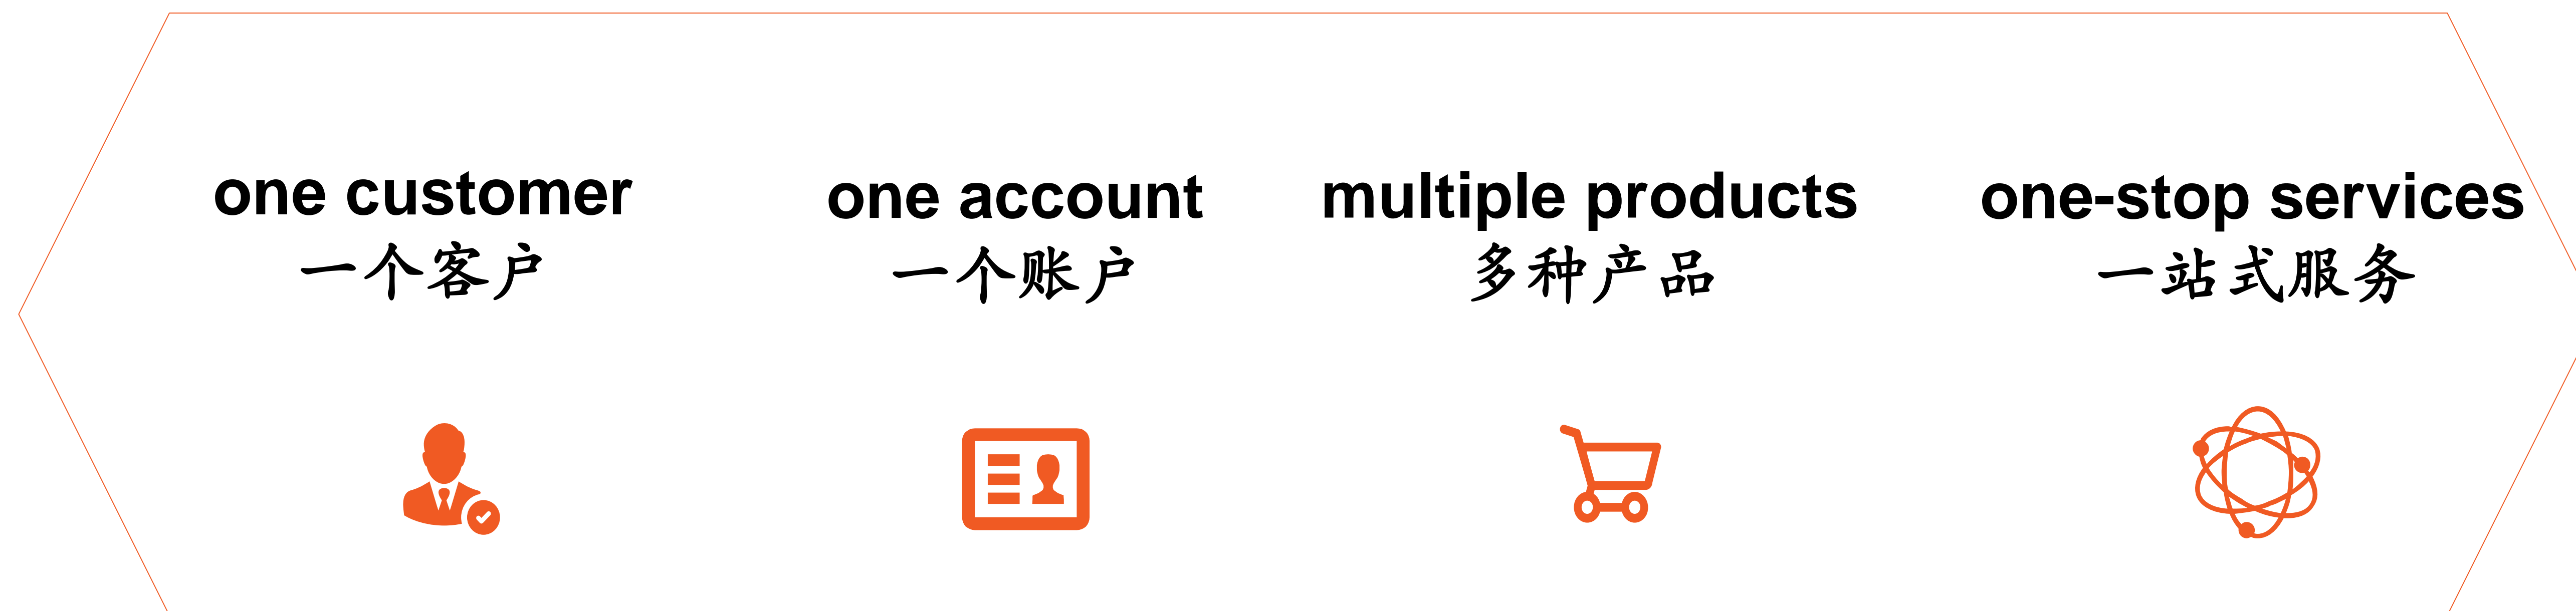 one customer
一个客户
one account
一个账户
multiple products
多种产品
one-stop services
一站式服务